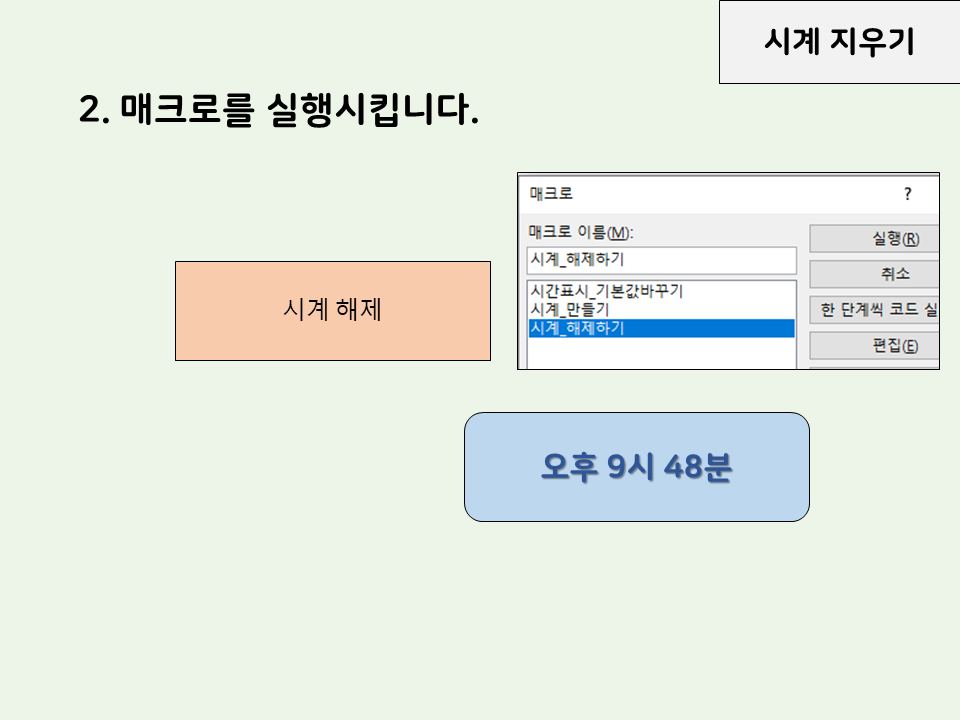 시계 지우기
2. 매크로를 실행시킵니다.
매크로 ?
매크로 이름(M):
시계_해제하기
시간표시_기본값바꾸기
시계_만들기
시계_해제하기
실행(R)
취소
한 단계씩 코드 실
편집(E)
시계 해제
오후 9시 48분